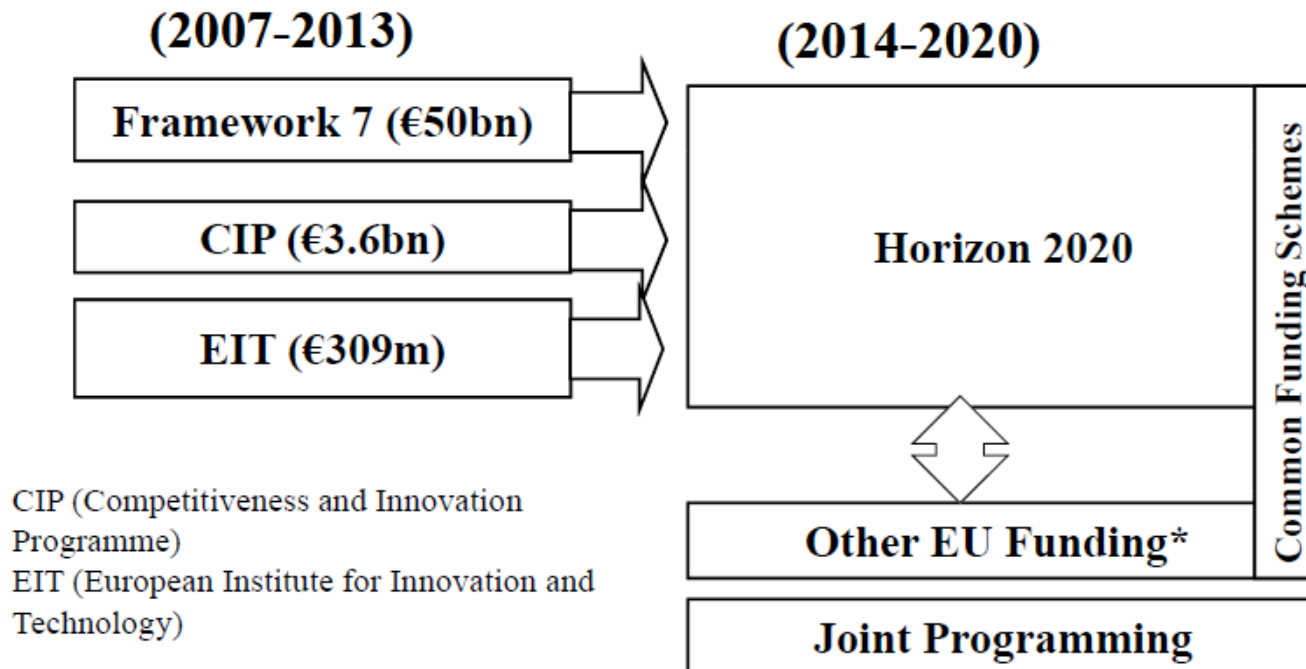 (2007-2013)
Framework 7 (€50bn)
CIP (€3.6bn)
EIT (€309m)
CIP (Competitiveness and Innovation
Programme)
EIT (European Institute for Innovation and
Technology)
(2014-2020)
Horizon 2020
Other EU Funding*
Joint Programming
Common Funding Schemes